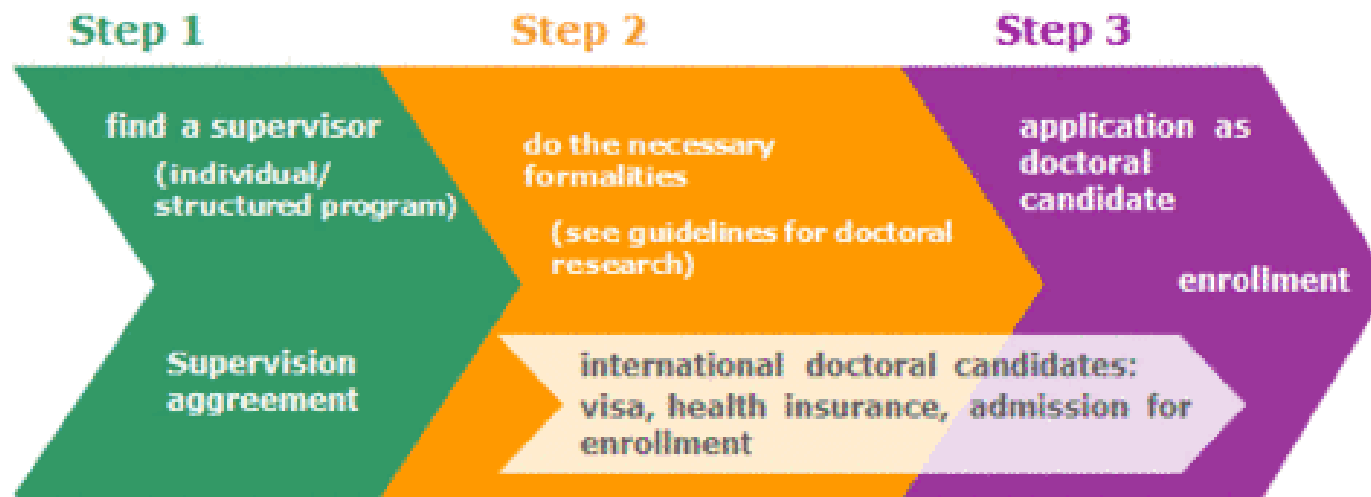 Step 1
Step 2
Step 3
find a supervisor
(individual/
structured program)
Supervision
aggreement
do the necessary
formalities
(see guidelines for doctoral
research)
application as
doctoral
candidate
enrollment
international doctoral candidates:
visa, health insurance, admission for
enrollment